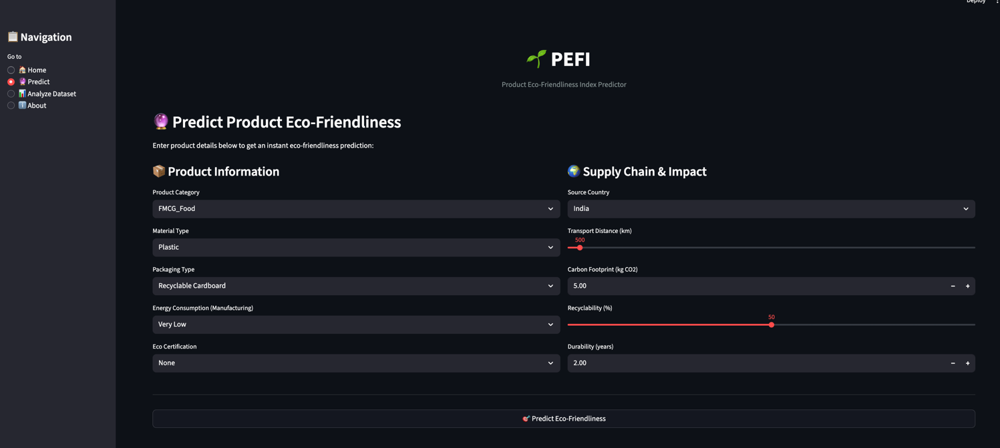 Deploy
Navigation
Go to
Home
Predict
Analyze Dataset
About
PEFI
Product Eco-Friendliness Index Predictor
Predict Product Eco-Friendliness
Enter product details below to get an instant eco-friendliness prediction:
Product Information
Product Category
FMCG_Food
Material Type
Plastic
Packaging Type
Recyclable Cardboard
Energy Consumption (Manufacturing)
Very Low
Eco Certification
None
Supply Chain & Impact
Source Country
India
Transport Distance (km)
500
Carbon Footprint (kg CO2)
5.00
Recyclability (%)
50
Durability (years)
2.00
Predict Eco-Friendliness